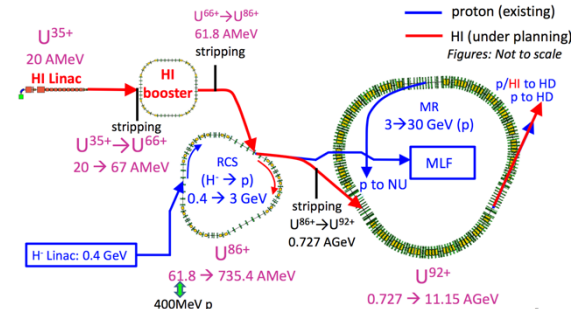 U66+→U86+
61.8 AMeV
stripping
proton (existing)
HI (under planning)
Figures: Not to scale
U35+
20 AMeV
HI Linac
HI
booster
stripping
U35+→U66+
20 → 67 AMeV
p/HI to HD
p to HD
MR
3→30 GeV (p)
MLF
p to NU
RCS
(H- → p)
0.4 → 3 GeV
stripping
U86+→U92+
0.727 AGeV
H- Linac: 0.4 GeV
U86+
61.8 → 735.4 AMeV
400MeV p
U92+
0.727 → 11.15 AGeV